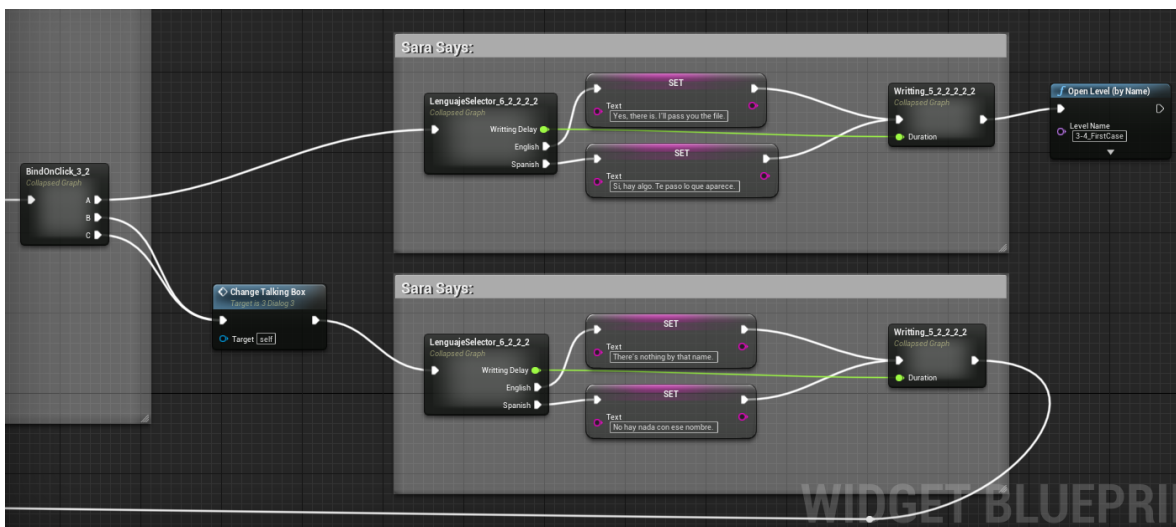 BindOnClick_3_2
Collapsed Graph
A
B
C
Change Talking Box
Target is 3 Dialog 3
Target self
Sara Says:
LenguajeSelector_6_2_2_2_2
Collapsed Graph
Writting Delay
English
Spanish
SET
Text
Yes, there is. I'll pass you the file.
SET
Text
Sí, hay algo. Te paso lo que aparece.
Writting_5_2_2_2_2_2
Collapsed Graph
Duration
f Open Level (by Name)
Level Name
3-4_FirstCase
Sara Says:
LenguajeSelector_6_2_2_2
Collapsed Graph
Writting Delay
English
Spanish
SET
Text
There's nothing by that name.
SET
Text
No hay nada con ese nombre.
Writting_5_2_2_2_2
Collapsed Graph
Duration
WIDGET BLUEPRI